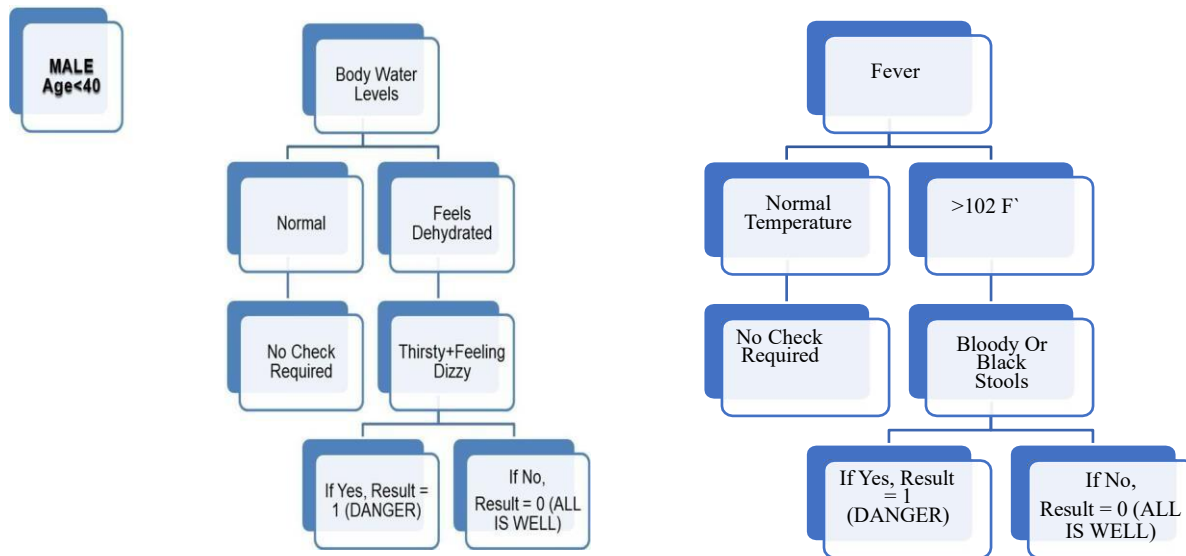 MALE
Age<40
Body Water
Levels
Normal
Feels
Dehydrated
No Check
Required
Thirsty+Feeling
Dizzy
If Yes, Result =
1 (DANGER)
If No,
Result = 0 (ALL
IS WELL)
Fever
Normal
Temperature
>102 F`
No Check
Required
Bloody Or
Black
Stools
If Yes, Result
= 1
(DANGER)
If No,
Result = 0 (ALL
IS WELL)